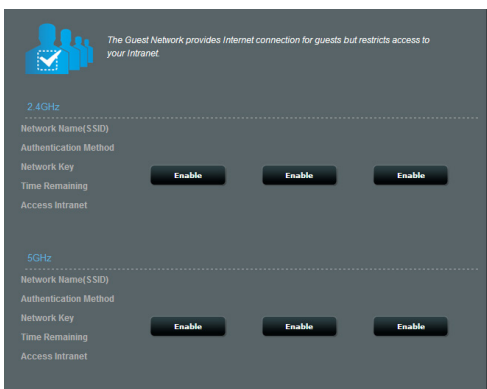 The Guest Network provides Internet connection for guests but restricts access to
your Intranet.
2.4GHz
Network Name(SSID)
Authentication Method
Network Key
Enable Enable Enable
Time Remaining
Access Intranet
5GHz
Network Name(SSID)
Authentication Method
Network Key
Enable Enable Enable
Time Remaining
Access Intranet